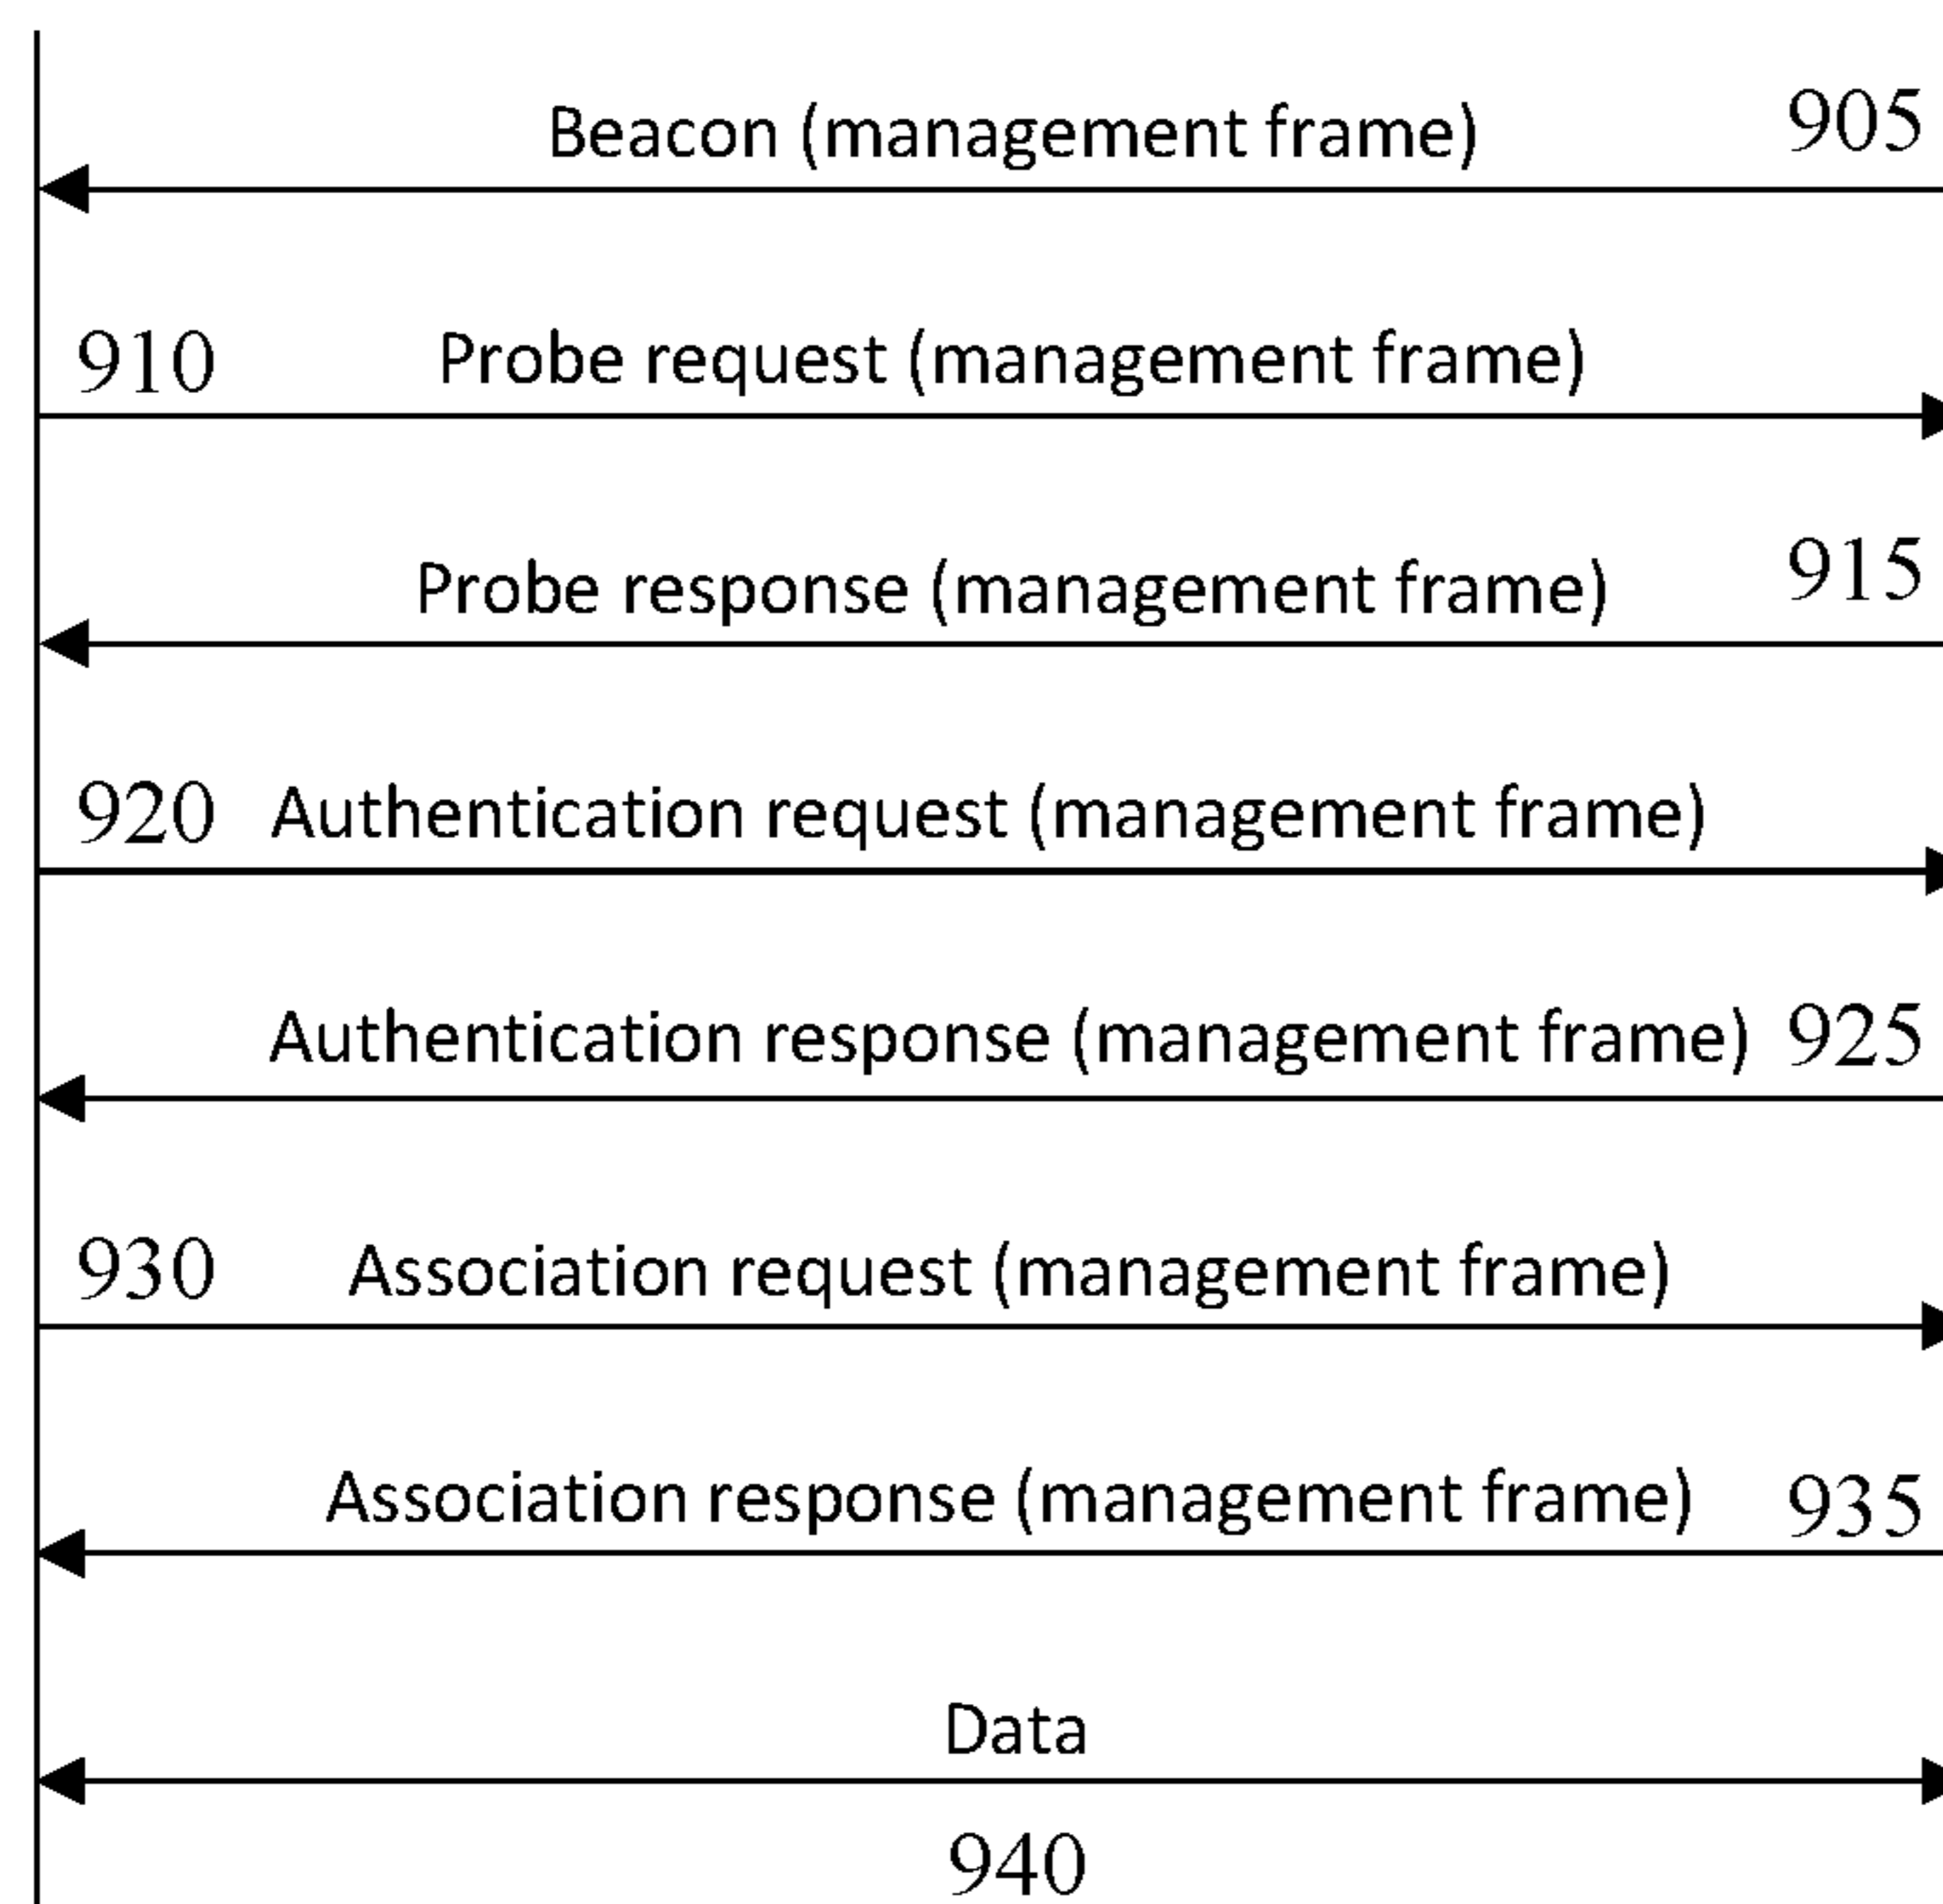 Beacon (management frame) 905
910 Probe request (management frame)
Probe response (management frame) 915
920 Authentication request (management frame)
Authentication response (management frame) 925
930 Association request (management frame)
Association response (management frame) 935
Data
940